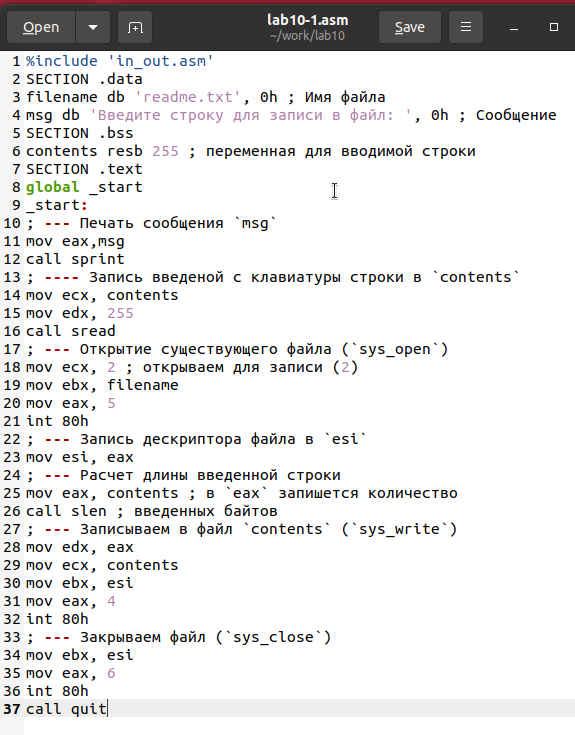 Open
lab10-1.asm
~/work/lab10
Save
1 %include 'in_out.asm'
2 SECTION .data
3 filename db 'readme.txt', 0h ; Имя файла
4 msg db 'Введите строку для записи в файл: ', 0h ; Сообщение
5 SECTION .bss
6 contents resb 255 ; переменная для вводимой строки
7 SECTION .text
8 global _start
9 _start:
10 ; --- Печать сообщения `msg`
11 mov eax,msg
12 call sprint
13 ; ---- Запись введеной с клавиатуры строки в `contents`
14 mov ecx, contents
15 mov edx, 255
16 call sread
17 ; --- Открытие существующего файла (`sys_open`)
18 mov ecx, 2 ; открываем для записи (2)
19 mov ebx, filename
20 mov eax, 5
21 int 80h
22 ; --- Запись дескриптора файла в `esi`
23 mov esi, eax
24 ; --- Расчет длины введенной строки
25 mov eax, contents ; в `eax` запишется количество
26 call slen ; введенных байтов
27 ; --- Записываем в файл `contents` (`sys_write`)
28 mov edx, eax
29 mov ecx, contents
30 mov ebx, esi
31 mov eax, 4
32 int 80h
33 ; --- Закрываем файл (`sys_close`)
34 mov ebx, esi
35 mov eax, 6
36 int 80h
37 call quit